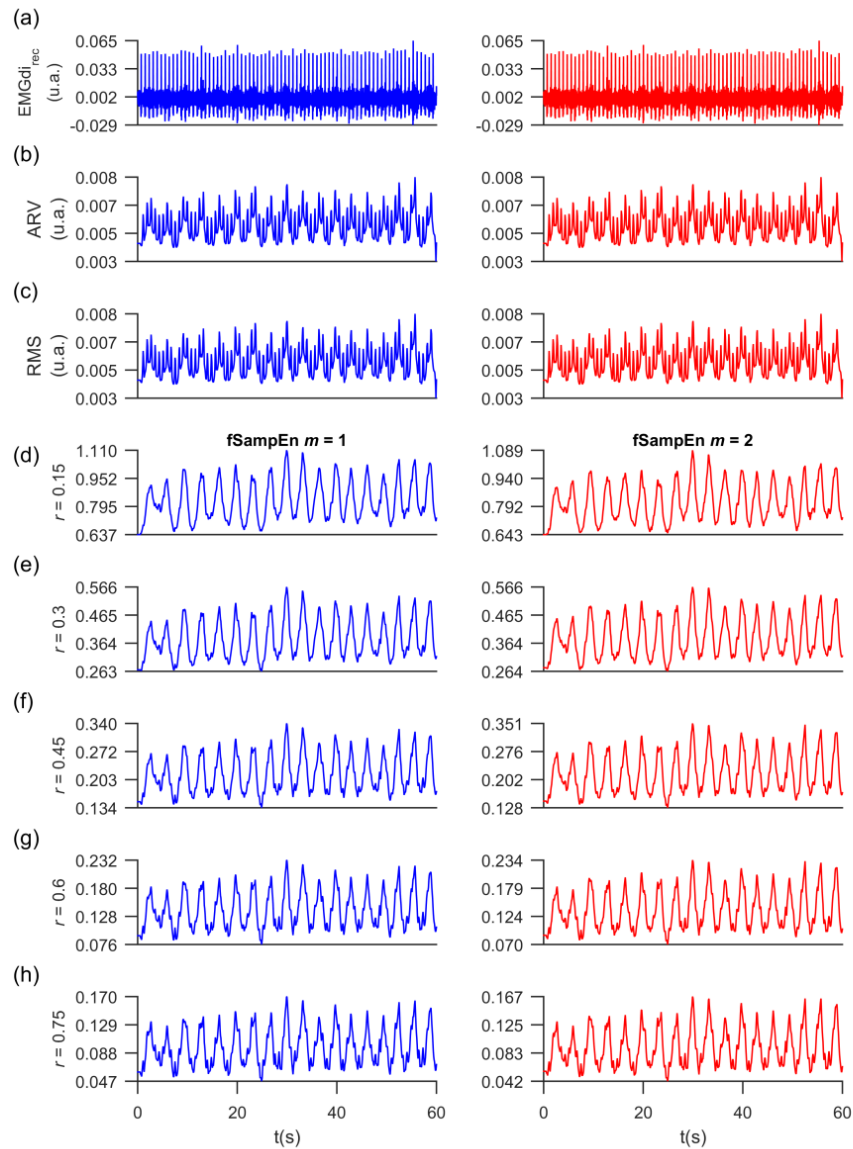 (a)
EMGdirec
(u.a.)
0.065
0.033
0.002
-0.029
0.065
0.033
0.002
-0.029
(b)
ARV
(u.a.)
0.008
0.007
0.005
0.003
0.008
0.007
0.005
0.003
(c)
RMS
(u.a.)
0.008
0.007
0.005
0.003
0.008
0.007
0.005
0.003
fSampEn m = 1
fSampEn m = 2
(d)
r = 0.15
1.110
0.952
0.795
0.637
1.089
0.940
0.792
0.643
(e)
r = 0.3
0.566
0.465
0.364
0.263
0.566
0.465
0.364
0.264
(f)
r = 0.45
0.340
0.272
0.203
0.134
0.351
0.276
0.202
0.128
(g)
r = 0.6
0.232
0.180
0.128
0.076
0.234
0.179
0.124
0.070
(h)
r = 0.75
0.170
0.129
0.088
0.047
0.167
0.125
0.083
0.042
0 20 40 60
0 20 40 60
t(s)
t(s)